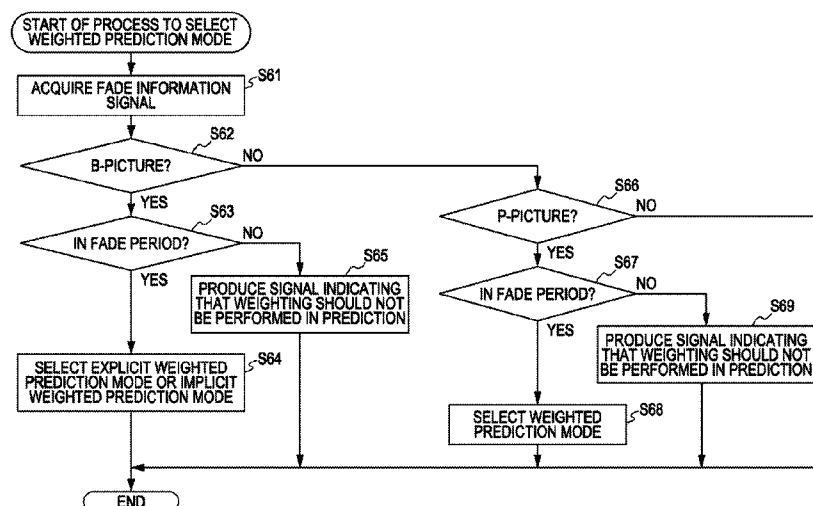 START OF PROCESS TO SELECT
WEIGHTED PREDICTION MODE
S61
ACQUIRE FADE INFORMATION
SIGNAL
S62
B-PICTURE?
NO
YES
S63
IN FADE PERIOD?
NO
YES
S65
PRODUCE SIGNAL INDICATING
THAT WEIGHTING SHOULD NOT
BE PERFORMED IN PREDICTION
S64
SELECT EXPLICIT WEIGHTED
PREDICTION MODE OR IMPLICIT
WEIGHTED PREDICTION MODE
S66
P-PICTURE?
NO
YES
S67
IN FADE PERIOD?
NO
YES
S69
PRODUCE SIGNAL INDICATING
THAT WEIGHTING SHOULD NOT
BE PERFORMED IN PREDICTION
S68
SELECT WEIGHTED
PREDICTION MODE
END